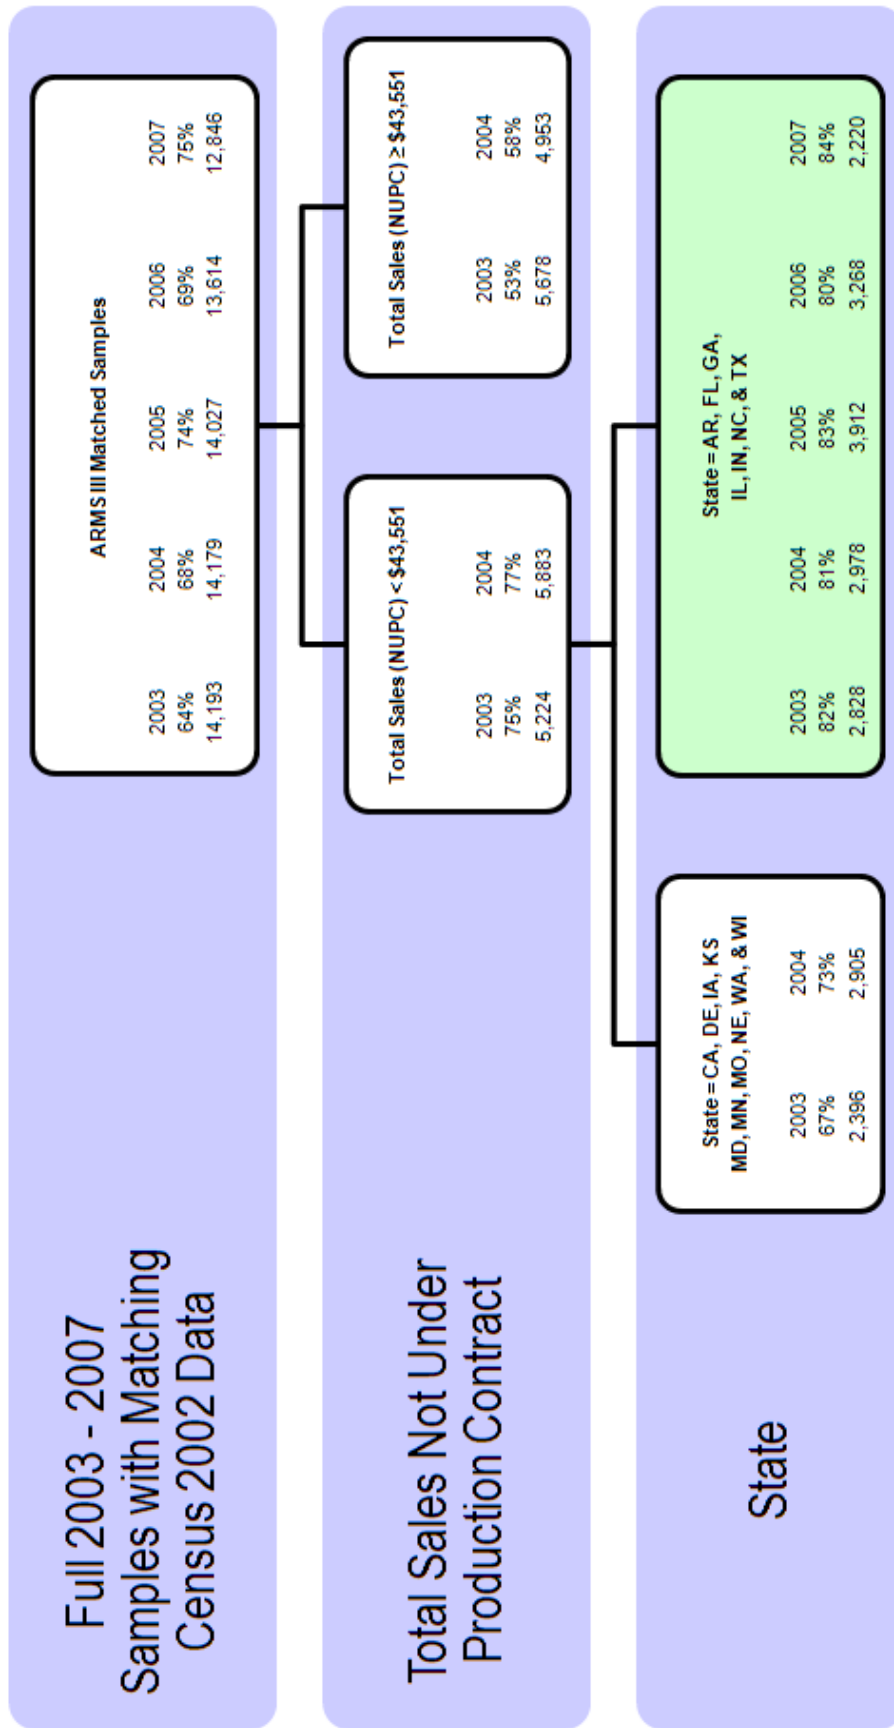 Full 2003 - 2007
Samples with Matching
Census 2002 Data
ARMS III Matched Samples
2003 2004 2005 2006 2007
64% 68% 74% 69% 75%
14,193 14,179 14,027 13,614 12,846
Total Sales Not Under
Production Contract
Total Sales (NUPC) < $43,551
2003 2004
75% 77%
5,224 5,883
Total Sales (NUPC) ≥ $43,551
2003 2004
53% 58%
5,678 4,953
State
State = CA, DE, IA, KS
MD, MN, MO, NE, WA, & WI
2003 2004
67% 73%
2,396 2,905
State = AR, FL, GA,
IL, IN, NC, & TX
2003 2004 2005 2006 2007
82% 81% 83% 80% 84%
2,828 2,978 3,912 3,268 2,220